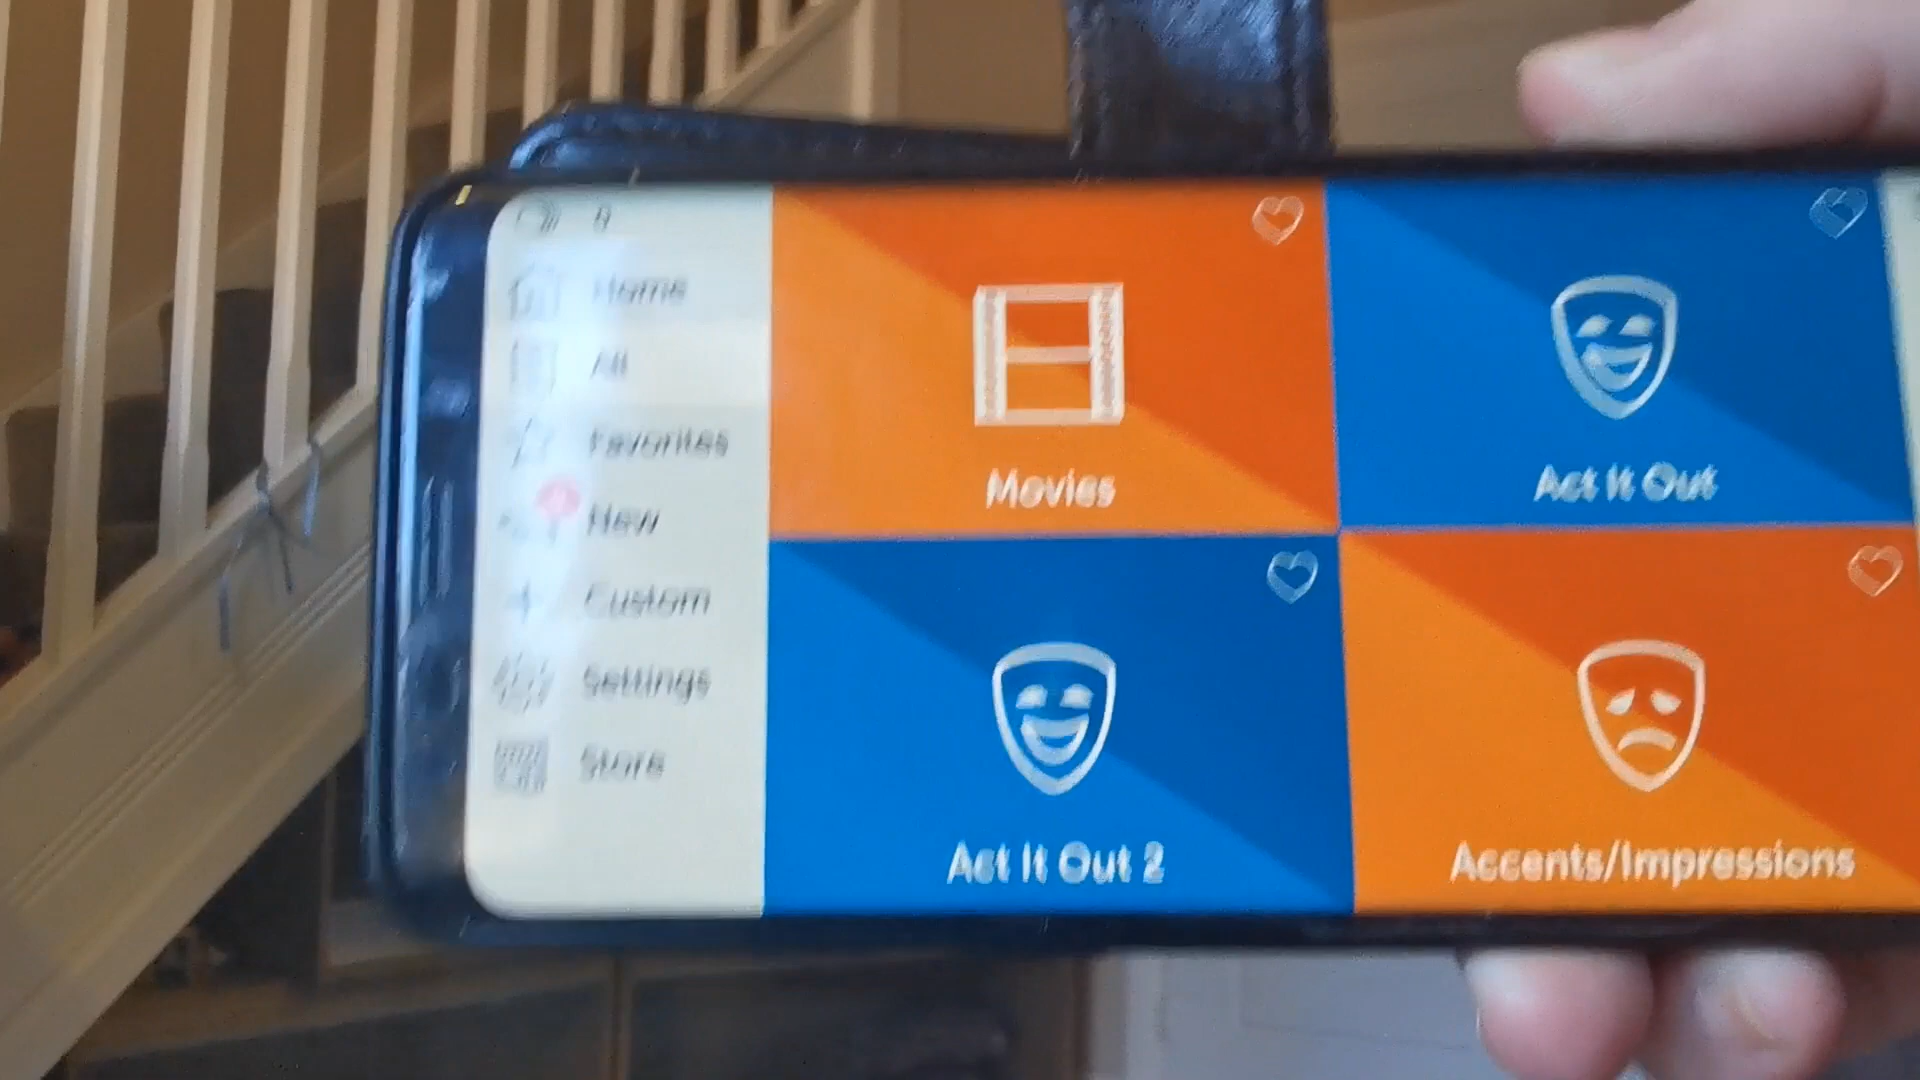 Home
All
Favorites
New
Custom
Settings
Store
Movies
Act It Out
Act It Out 2
Accents/Impressions